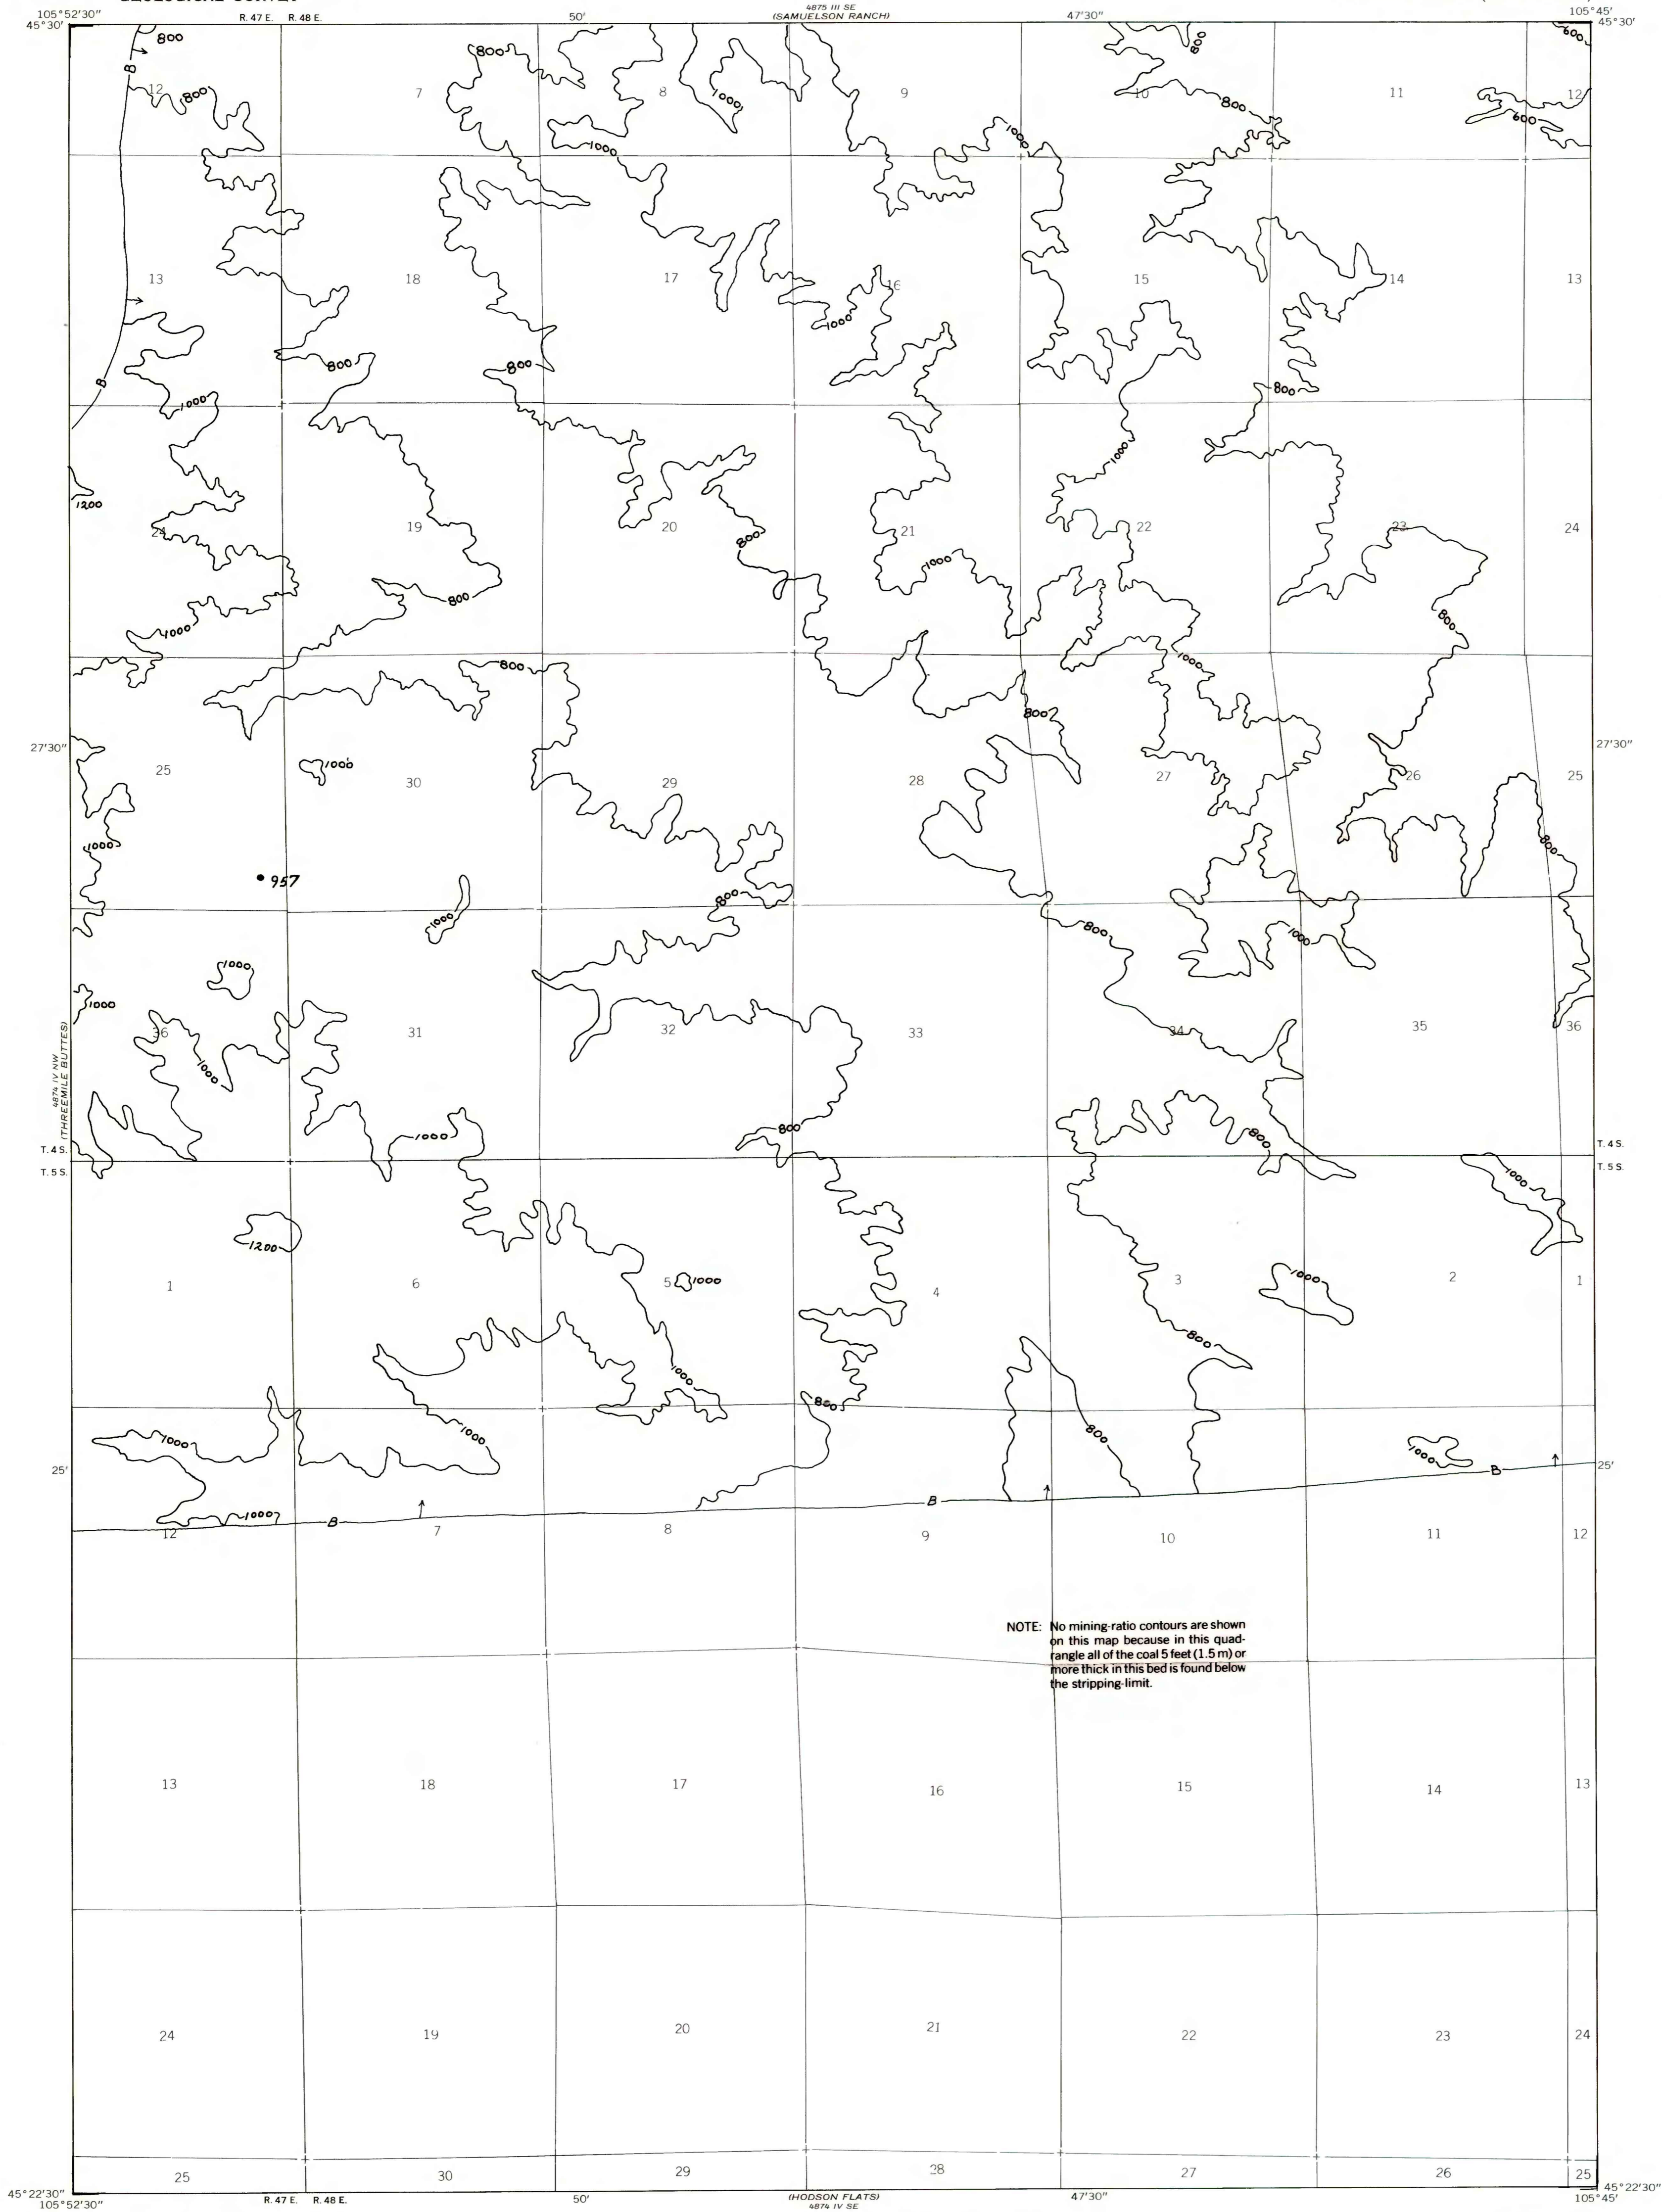 4875 III SE
105°52'30" R. 47 E. R. 48 E. 50' (SAMUELSON RANCH) 47'30" 105°45'
45°30' 45°30'
800 800 800 600
12 800 7 8 1000 9 10 800 11 12
600
1000 1000
13 18 17 16 15 14 13
1000
800 800 800
1000
1000
1200
24 19 20 21 22 23 24
800 1000
800
1000 800
800 1000
800
27'30" 27'30"
25 1000 30 29 28 27 26 25
1000 800
957
800
1000 800 1000
1000
1000
36 31 32 33 34 35 36
1000
4874 IV NW
(THREEMILE BUTTES)
1000 800 800
T. 4 S. T. 4 S.
T. 5 S. T. 5 S.
1000
1200
1 6 5 1000 4 3 1000 2 1
800
1000
800
1000 1000 800 1000
25' 25'
B
B
1000 B
12 7 8 9 10 11 12
NOTE: No mining-ratio contours are shown
on this map because in this quad-
rangle all of the coal 5 feet (1.5 m) or
more thick in this bed is found below
the stripping-limit.
13 18 17 16 15 14 13
24 19 20 21 22 23 24
25 30 29 28 27 26 25
45°22'30" 45°22'30"
105°52'30" R. 47 E. R. 48 E. 50' (HODSON FLATS) 47'30" 105°45'
4874 IV SE